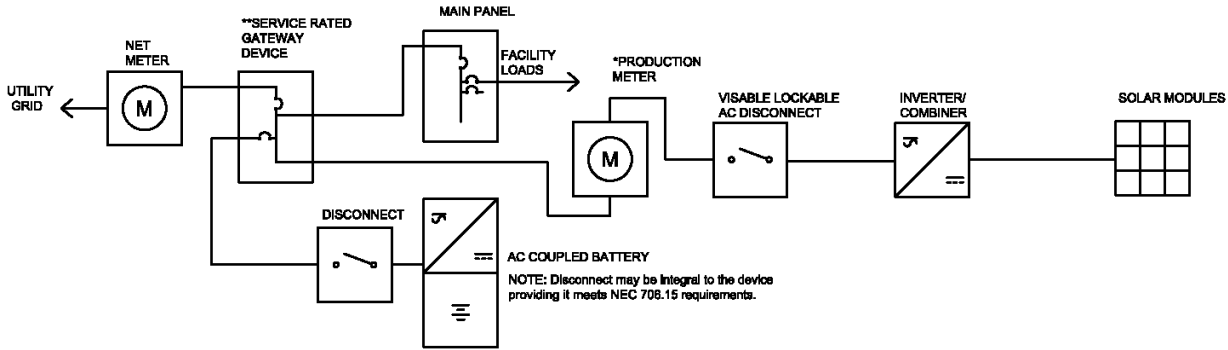 MAIN PANEL
**SERVICE RATED
GATEWAY
DEVICE
NET
METER
FACILITY
LOADS
*PRODUCTION
METER
UTILITY
GRID
M
VISABLE LOCKABLE
AC DISCONNECT
INVERTER/
COMBINER
SOLAR MODULES
M
DISCONNECT
AC COUPLED BATTERY
NOTE: Disconnect may be integral to the device
providing it meets NEC 706.15 requirements.